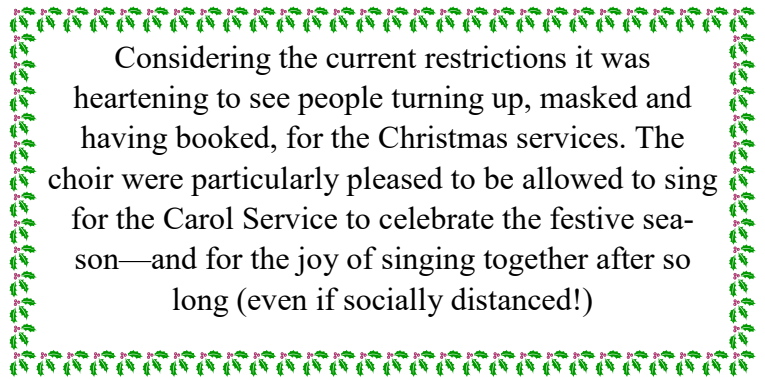 Considering the current restrictions it was
heartening to see people turning up, masked and
having booked, for the Christmas services. The
choir were particularly pleased to be allowed to sing
for the Carol Service to celebrate the festive sea-
son—and for the joy of singing together after so
long (even if socially distanced!)